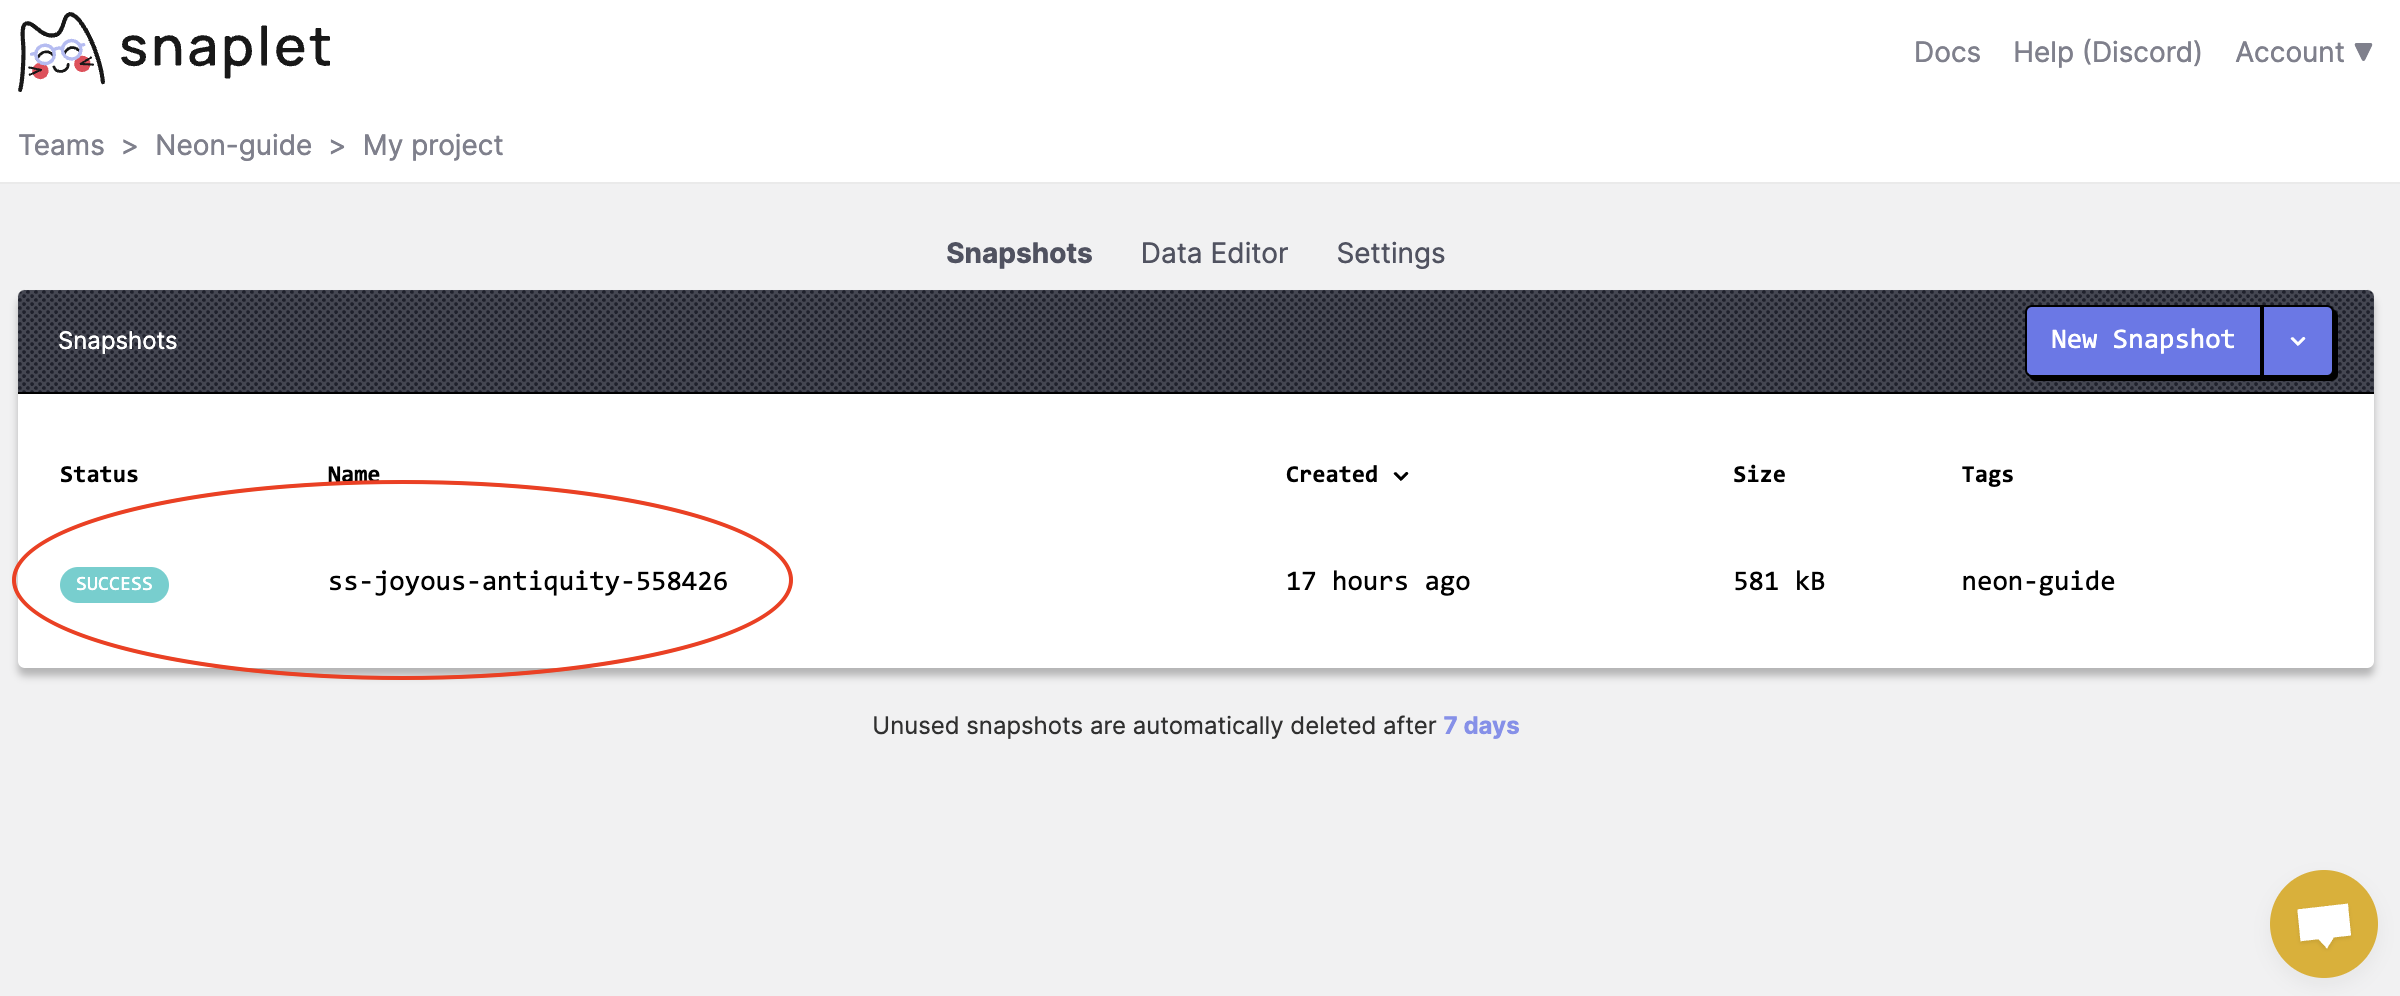 snaplet
Docs Help (Discord) Account ▼
Teams > Neon-guide > My project
Snapshots Data Editor Settings
Snapshots New Snapshot
Status Name Created Size Tags
SUCCESS ss-joyous-antiquity-558426 17 hours ago 581 kB neon-guide
Unused snapshots are automatically deleted after 7 days